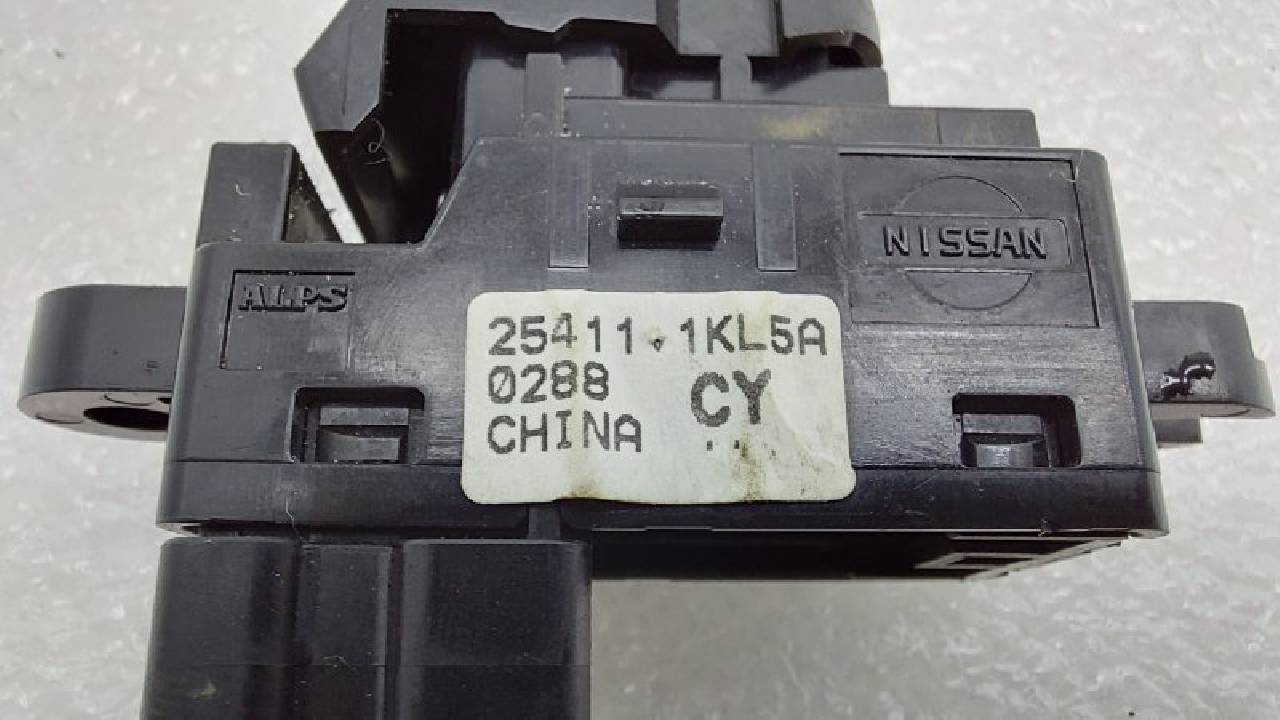 NISSAN
ALPS
25411 1KL5A
0288 CY
CHINA